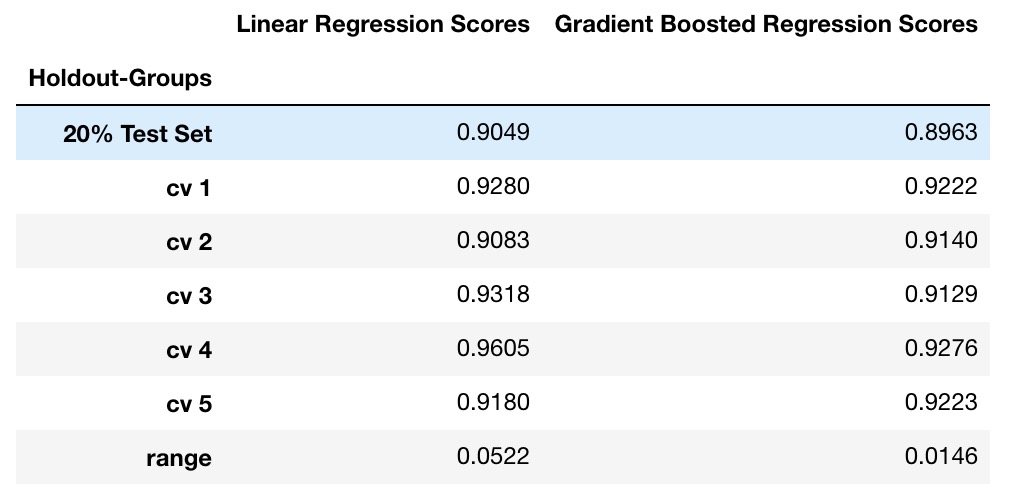 Linear Regression Scores Gradient Boosted Regression Scores
Holdout-Groups
20% Test Set 0.9049 0.8963
cv 1 0.9280 0.9222
cv 2 0.9083 0.9140
cv 3 0.9318 0.9129
cv 4 0.9605 0.9276
cv 5 0.9180 0.9223
range 0.0522 0.0146